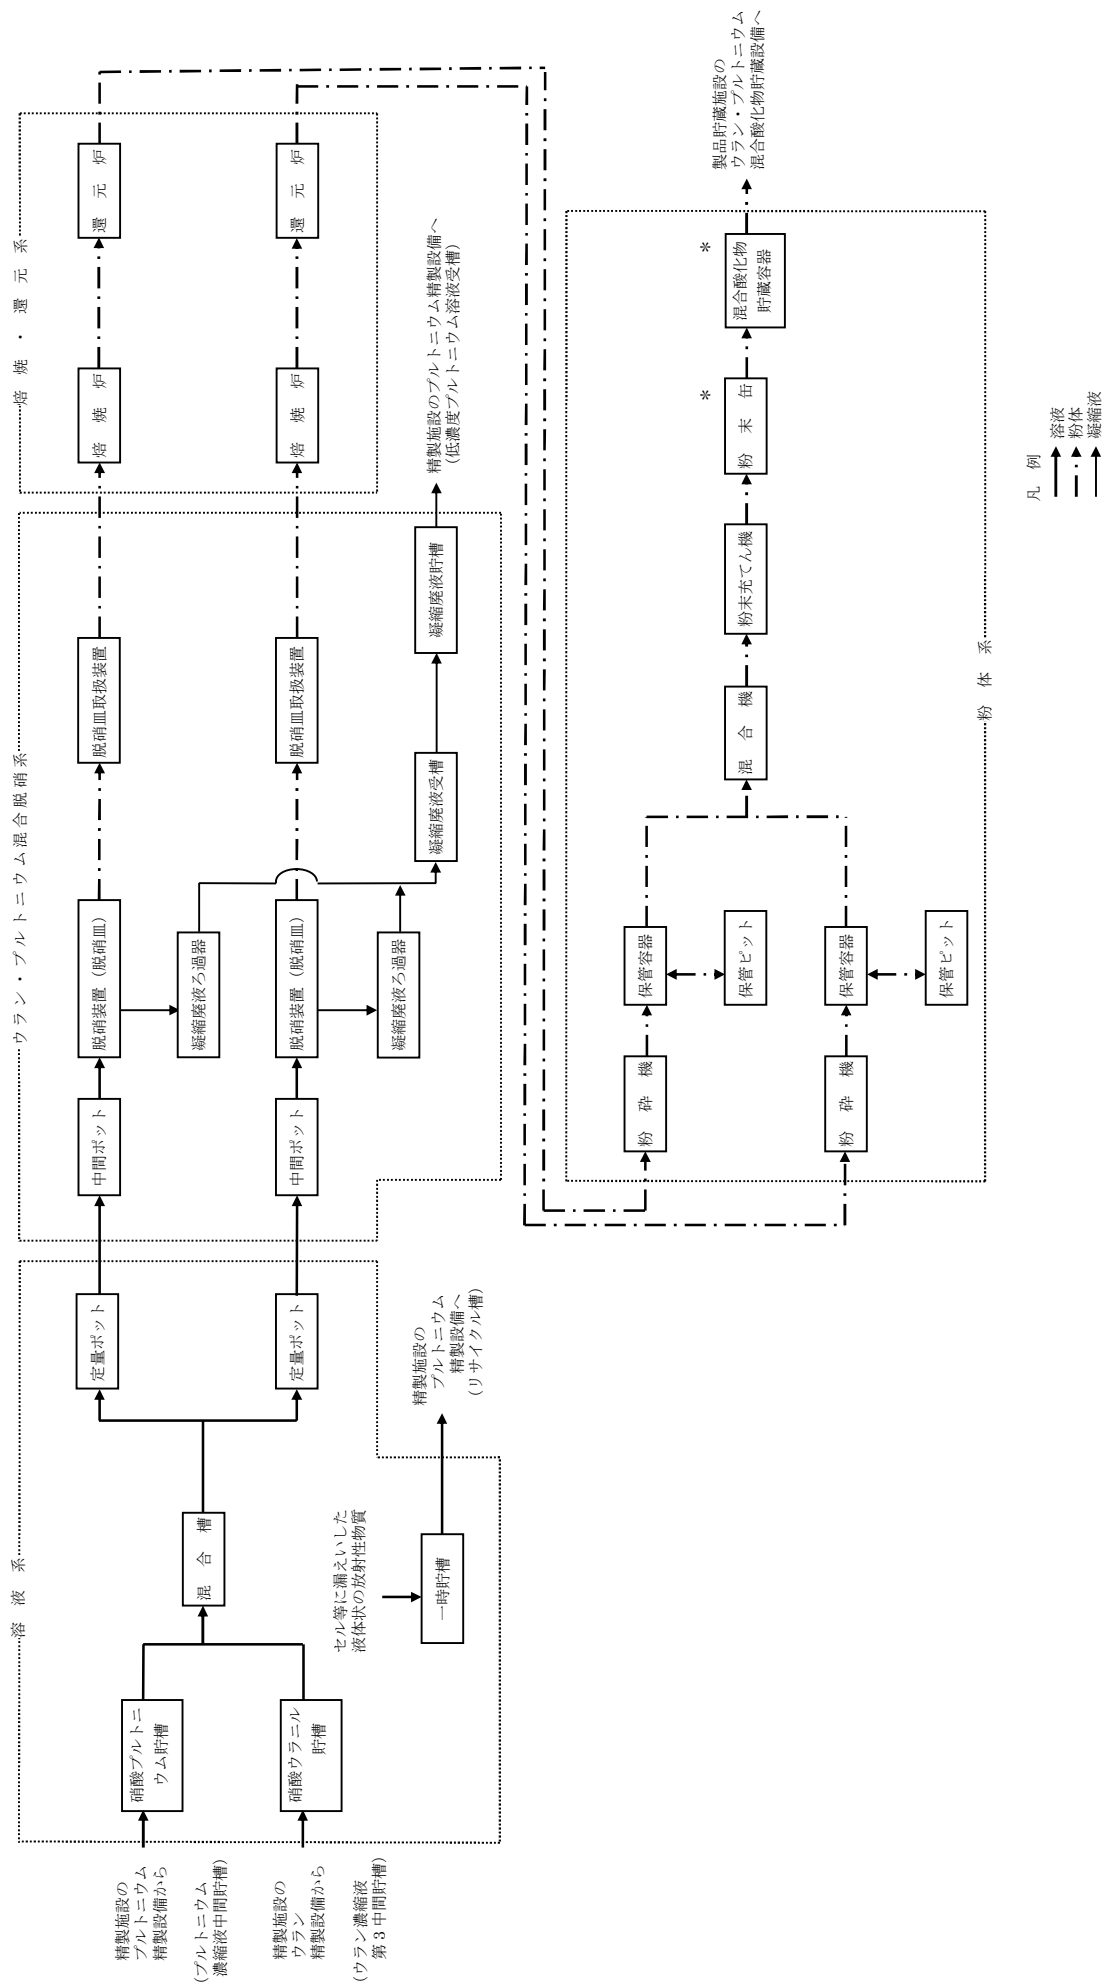 精製施設の
プルトニウム
精製設備から
(プルトニウム
濃縮液中間貯槽)
精製施設の
ウラン
精製設備から
(ウラン濃縮液
第3中間貯槽)
溶液系
硝酸プルトニ
ウム貯槽
硝酸ウラニル
貯槽
混合槽
定量ポット
定量ポット
セル等に漏えいした
液体状の放射性物質
一時貯槽
精製施設の
プルトニウム
精製設備へ
(リサイクル槽)
ウラン・プルトニウム混合脱硝系
中間ポット
脱硝装置(脱硝皿)
脱硝皿取扱装置
凝縮廃液ろ過器
中間ポット
脱硝装置(脱硝皿)
脱硝皿取扱装置
凝縮廃液ろ過器
凝縮廃液受槽
凝縮廃液貯槽
精製施設のプルトニウム精製設備へ
(低濃度プルトニウム溶液受槽)
焙焼・還元系
焙焼炉
還元炉
焙焼炉
還元炉
粉砕機
保管容器
保管ピット
粉砕機
保管容器
保管ピット
混合機
粉末充てん機
*
粉末缶
*
混合酸化物
貯蔵容器
粉体系
製品貯蔵施設の
ウラン・プルトニウム
混合酸化物貯蔵設備へ
凡例
溶液
粉体
凝縮液